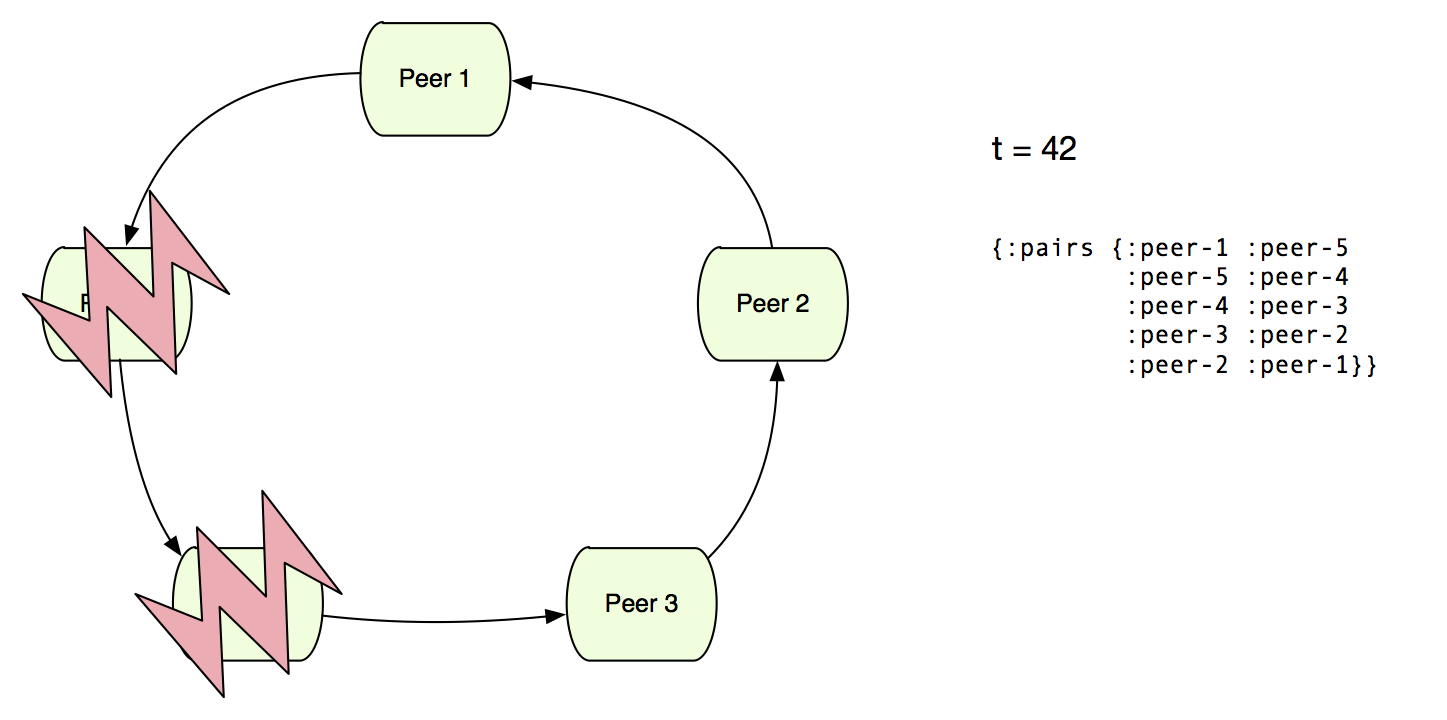 Peer 1
t = 42
{:pairs {:peer-1 :peer-5
:peer-5 :peer-4
Peer 2
:peer-4 :peer-3
:peer-3 :peer-2
:peer-2 :peer-1}}
Peer 3